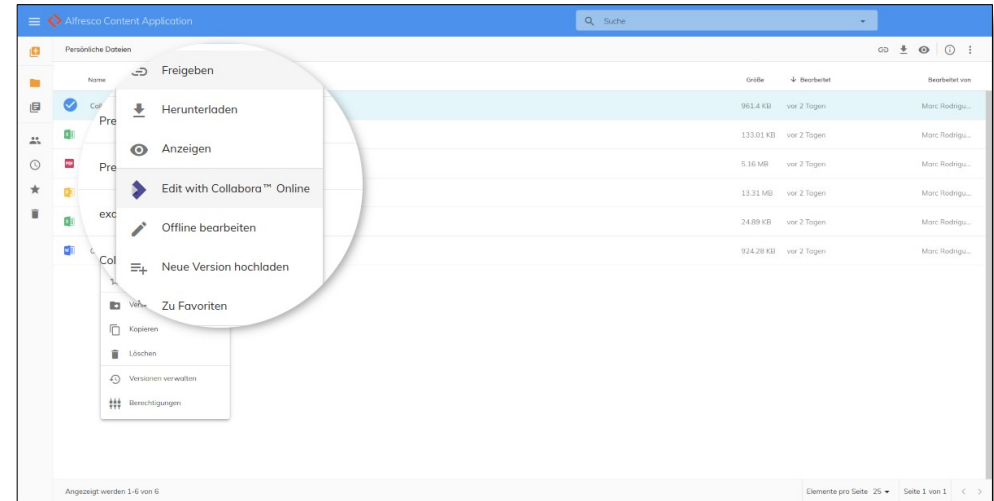 Alfresco Content Application
Suche
Persönliche Dateien
Name
Größe
Bearbeitet
Bearbeitet von
961.4 KB vor 2 Tagen Marc Rodrigu...
133.01 KB vor 2 Tagen Marc Rodrigu...
5.16 MB vor 2 Tagen Marc Rodrigu...
13.31 MB vor 2 Tagen Marc Rodrigu...
24.89 KB vor 2 Tagen Marc Rodrigu...
924.28 KB vor 2 Tagen Marc Rodrigu...
Pre
Pre
exc
Col
Freigeben
Herunterladen
Anzeigen
Edit with Collabora™ Online
Offline bearbeiten
Neue Version hochladen
Zu Favoriten
Kopieren
Löschen
Versionen verwalten
Berechtigungen
Angezeigt werden 1-6 von 6
Elemente pro Seite 25
Seite 1 von 1